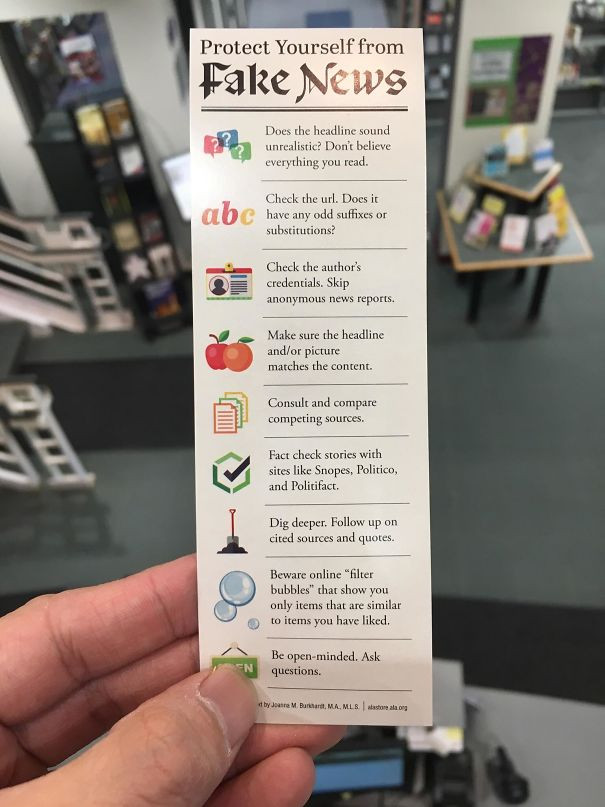 Protect Yourself from
Fake News
? ? ?
Does the headline sound
unrealistic? Don't believe
everything you read.
abc
Check the url. Does it
have any odd suffixes or
substitutions?
Check the author's
credentials. Skip
anonymous news reports.
Make sure the headline
and/or picture
matches the content.
Consult and compare
competing sources.
Fact check stories with
sites like Snopes, Politico,
and Politifact.
Dig deeper. Follow up on
cited sources and quotes.
Beware online "filter
bubbles" that show you
only items that are similar
to items you have liked.
Be open-minded. Ask
questions.
by Joanna M. Burkhardt, M.A., M.L.S. | alastore.ala.org